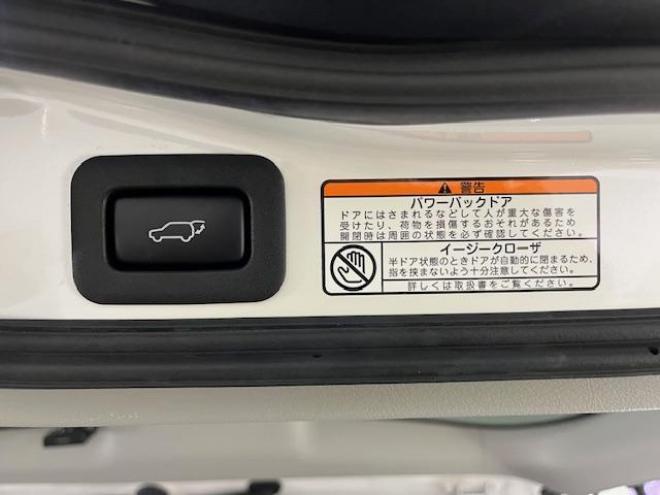 警告
パワーバックドア
ドアにはさまれるなどして人が重大な傷害を
受けたり、荷物を損傷するおそれがあるため
開閉時は周囲の状態を必ず確認してください。
イージークローザ
半ドア状態のときドアが自動的に閉まるため、
指を挟まないよう十分注意してください。
詳しくは取扱書をご覧ください。